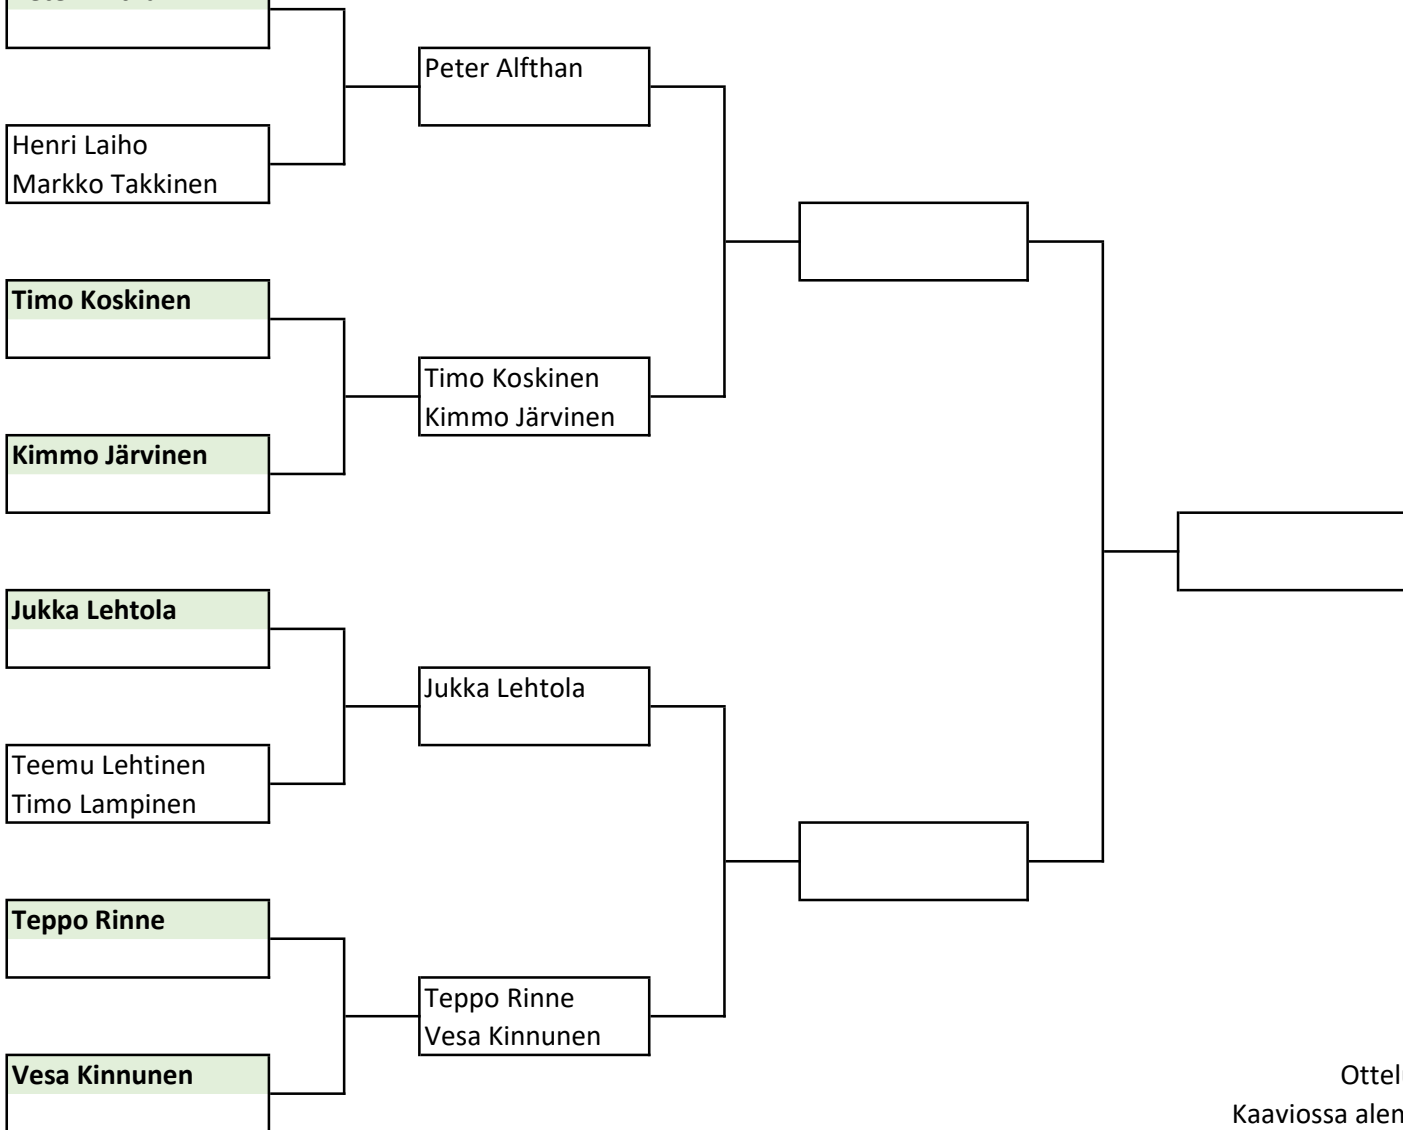 Peter Alfthan
Henri Laiho
Markko Takkinen
Timo Koskinen
Timo Koskinen
Kimmo Järvinen
Kimmo Järvinen
Jukka Lehtola
Jukka Lehtola
Teemu Lehtinen
Timo Lampinen
Teppo Rinne
Teppo Rinne
Vesa Kinnunen
Vesa Kinnunen
Kaaviossa